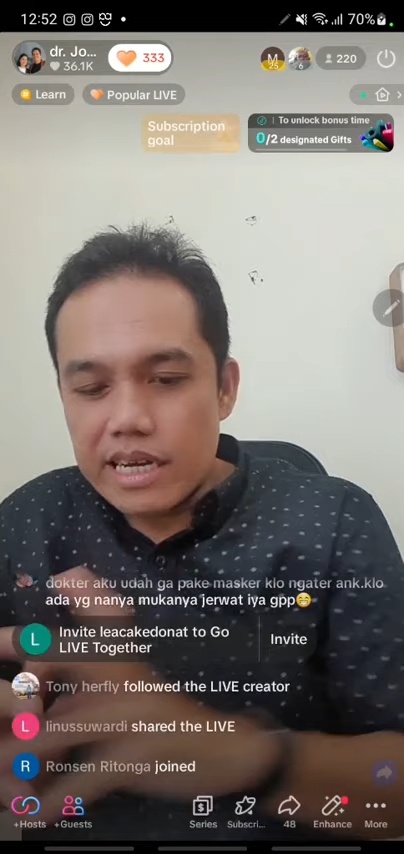 12:52
70%
dr. Jo...
36.1K
333
M
25
6
220
Learn
Popular LIVE
Subscription goal
To unlock bonus time
0/2 designated Gifts
dokter aku udah ga pake masker klo ngater ank.klo
ada yg nanya mukanya jerwat iya gpp😁
L
Invite leacakedonat to Go
LIVE Together
Invite
Tony herfly followed the LIVE creator
L
linussuwardi shared the LIVE
R
Ronsen Ritonga joined
+Hosts
+Guests
Series
Subscri...
48
Enhance
More